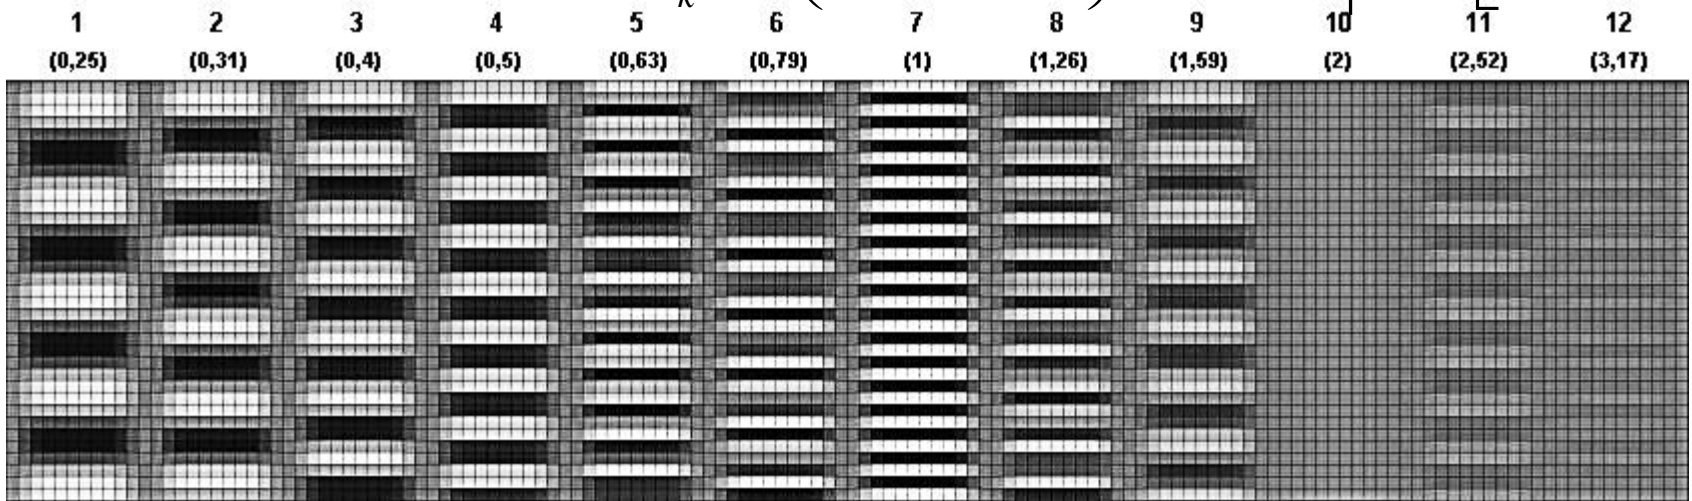 k ( )
1 2 3 4 5 6 7 8 9 10 11 12
(0,25) (0,31) (0,4) (0,5) (0,63) (0,79) (1) (1,26) (1,59) (2) (2,52) (3,17)